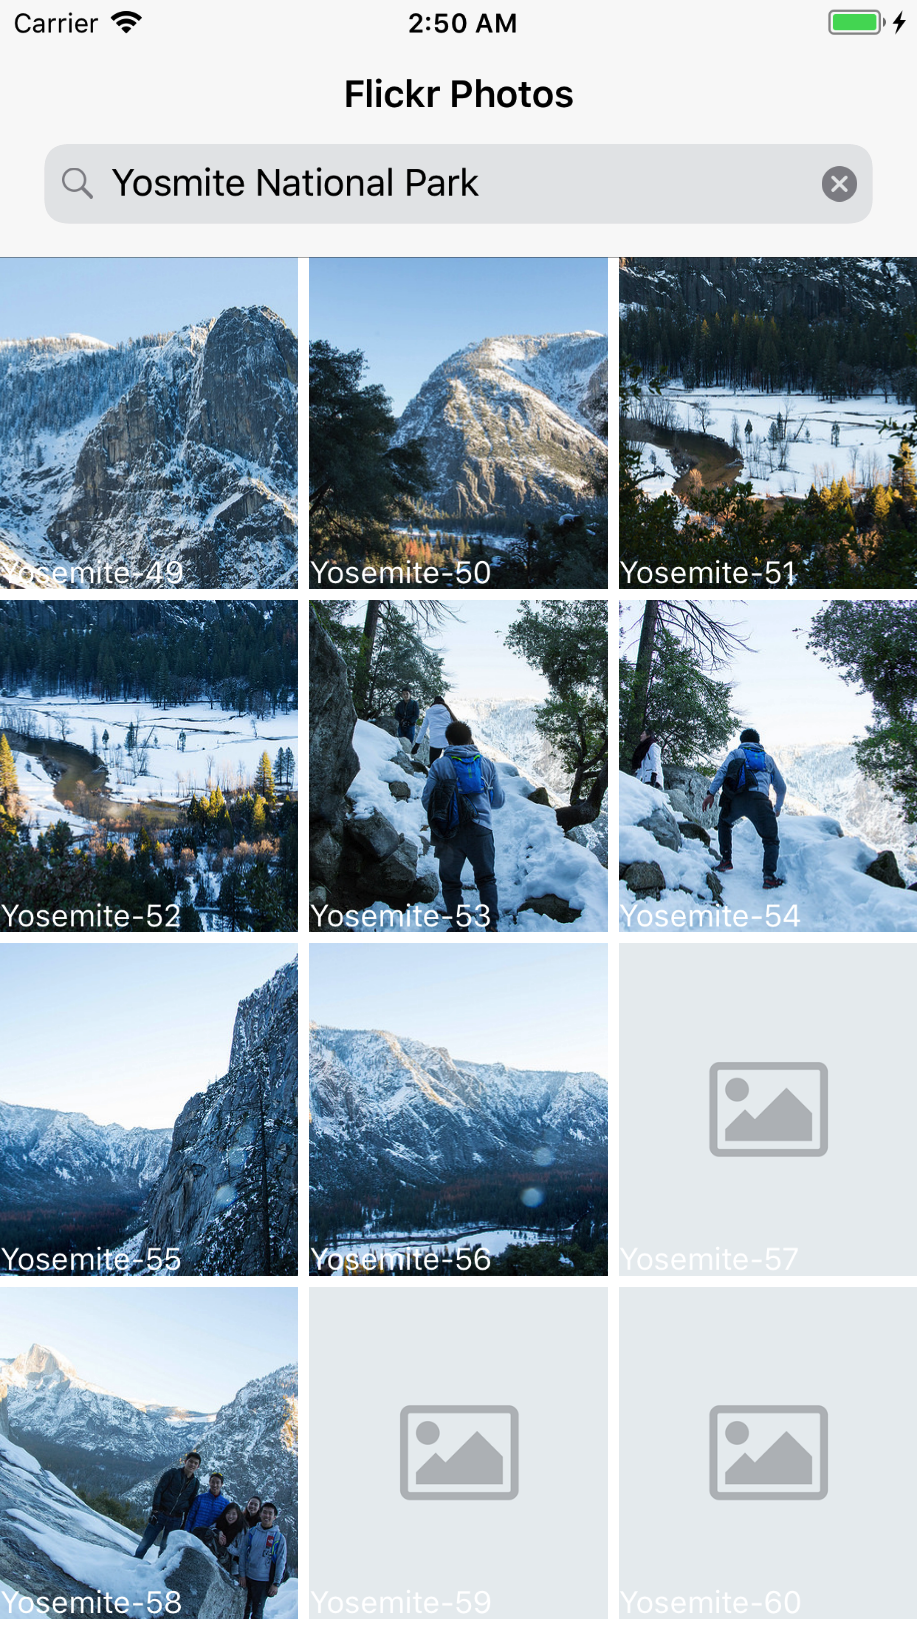 Carrier 2:50 AM
Flickr Photos
Yosmite National Park
Yosemite-49 Yosemite-50 Yosemite-51
Yosemite-52 Yosemite-53 Yosemite-54
Yosemite-55 Yosemite-56 Yosemite-57
Yosemite-58 Yosemite-59 Yosemite-60